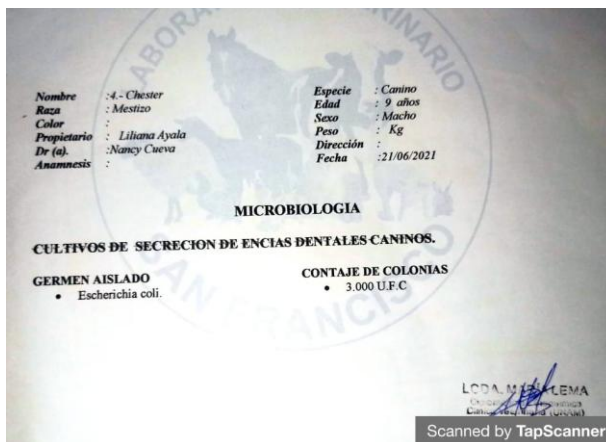 Nombre :4.- Chester
Raza : Mestizo
Color :
Propietario : Liliana Ayala
Dr (a). :Nancy Cueva
Anamnesis :
Especie : Canino
Edad : 9 años
Sexo : Macho
Peso : Kg
Dirección :
Fecha :21/06/2021
MICROBIOLOGIA
CULTIVOS DE SECRECION DE ENCIAS DENTALES CANINOS.
GERMEN AISLADO
• Escherichia coli.
CONTAJE DE COLONIAS
• 3.000 U.F.C
SAN FRANCISCO
LCDA. LEMA
Scanned by TapScanner